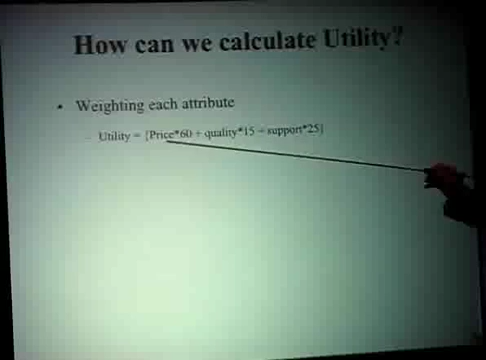 How can we calculate Utility?
• Weighting each attribute
– Utility = {Price*60 + quality*15 + support*25}